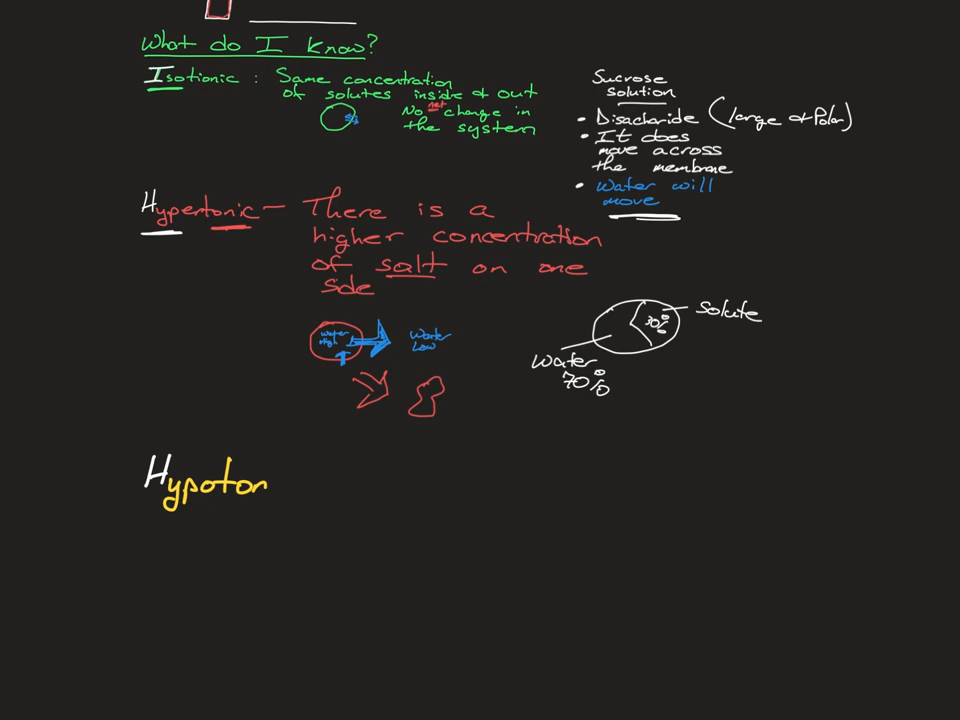 What do I know?
Isotionic : Same concentration
of solutes inside & out
No net change in
the system
Sucrose
solution
• Disacharide (large & Polar)
• It does
move across
the membrane
• Water will
move
Hypertonic - There is a
higher concentration
of salt on one
side
water
High
Water
Low
30%
Solute
Water
70%
Hypoton